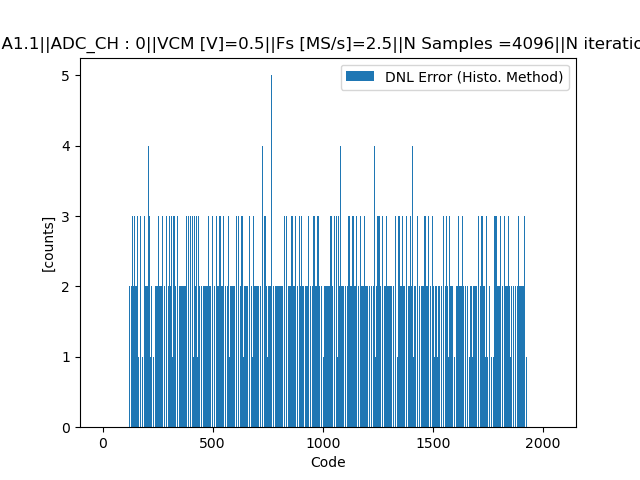 A1.1||ADC_CH : 0||VCM [V]=0.5||Fs [MS/s]=2.5||N Samples =4096||N iteratio
DNL Error (Histo. Method)
5
4
3
2
1
0
[counts]
0 500 1000 1500 2000
Code